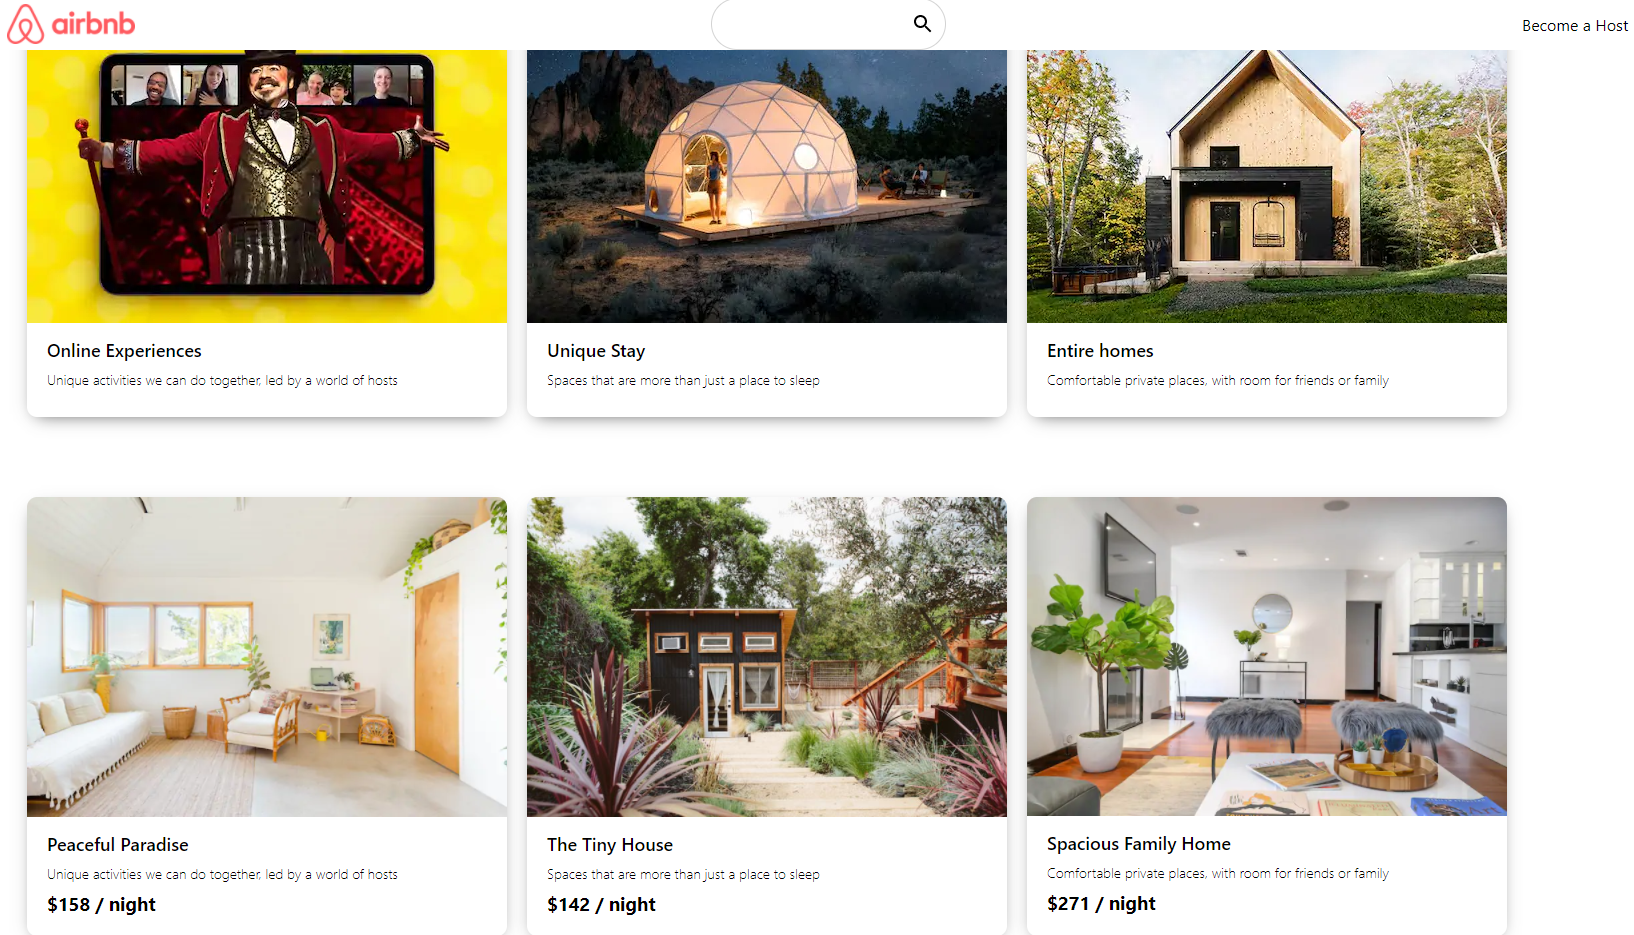 airbnb
Become a Host
Online Experiences
Unique activities we can do together, led by a world of hosts
Unique Stay
Spaces that are more than just a place to sleep
Entire homes
Comfortable private places, with room for friends or family
Peaceful Paradise
Unique activities we can do together, led by a world of hosts
$158 / night
The Tiny House
Spaces that are more than just a place to sleep
$142 / night
Spacious Family Home
Comfortable private places, with room for friends or family
$271 / night